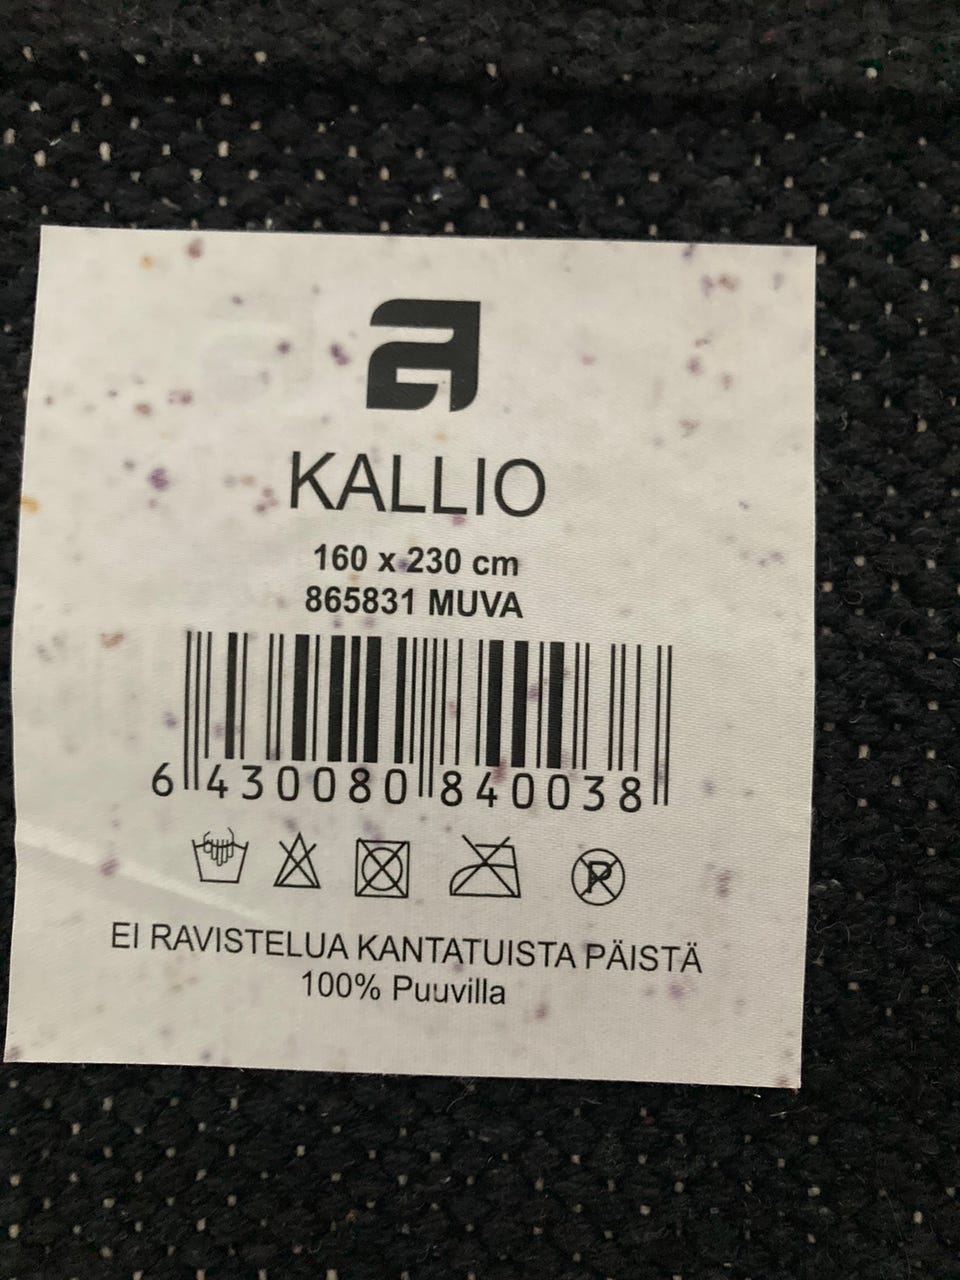 a
KALLIO
160 x 230 cm
865831 MUVA
6 430080 840038
P
EI RAVISTELUA KANTATUISTA PÄISTÄ
100% Puuvilla